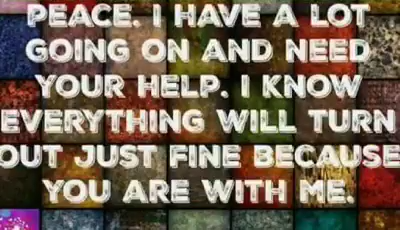 PEACE. I HAVE A LOT
GOING ON AND NEED
YOUR HELP. I KNOW
EVERYTHING WILL TURN
OUT JUST FINE BECAUSE
YOU ARE WITH ME.